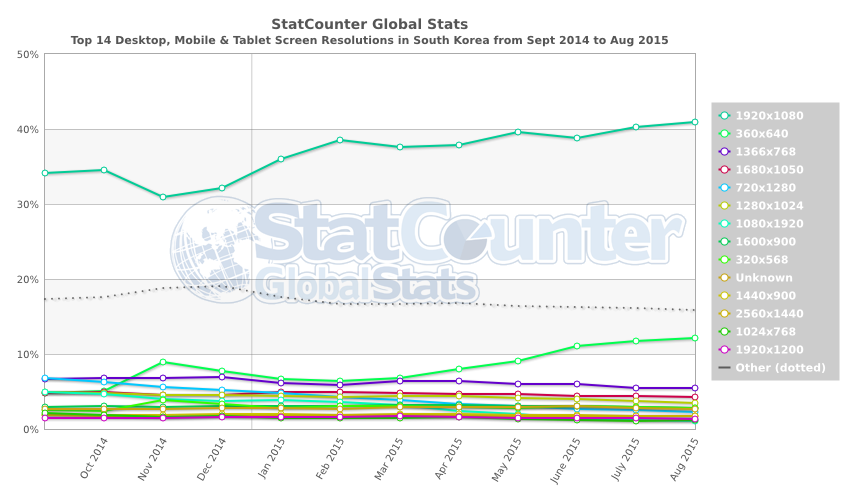 StatCounter Global Stats
Top 14 Desktop, Mobile & Tablet Screen Resolutions in South Korea from Sept 2014 to Aug 2015
50%
40%
30%
20%
10%
0%
StatCounter
GlobalStats
Oct 2014
Nov 2014
Dec 2014
Jan 2015
Feb 2015
Mar 2015
Apr 2015
May 2015
June 2015
July 2015
Aug 2015
1920x1080
360x640
1366x768
1680x1050
720x1280
1280x1024
1080x1920
1600x900
320x568
Unknown
1440x900
2560x1440
1024x768
1920x1200
Other (dotted)